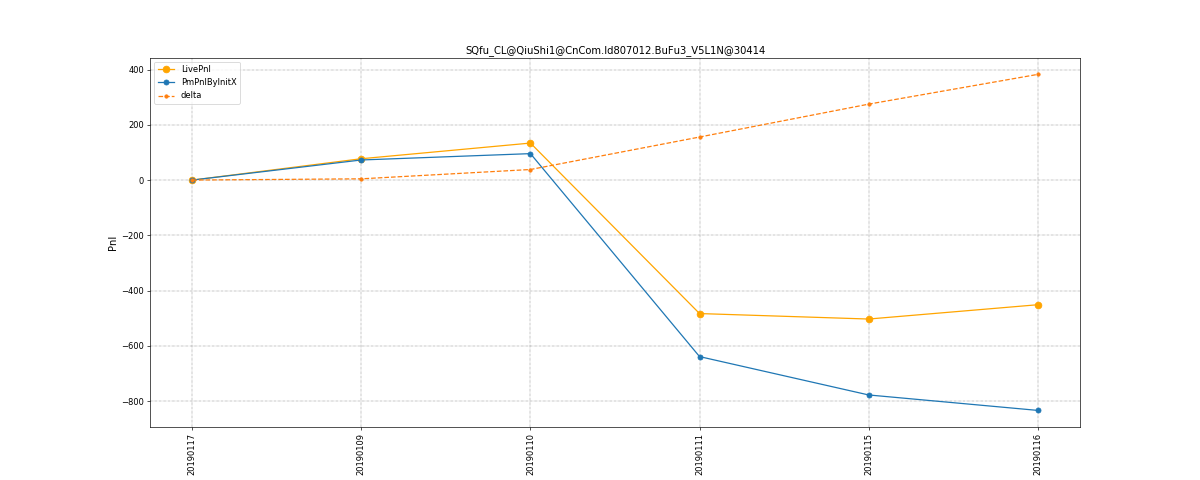 SQfu_CL@QiuShi1@CnCom.Id807012.BuFu3_V5L1N@30414
LivePnl
PmPnlByInitX
delta
400
200
0
−200
−400
−600
−800
Pnl
20190117
20190109
20190110
20190111
20190115
20190116